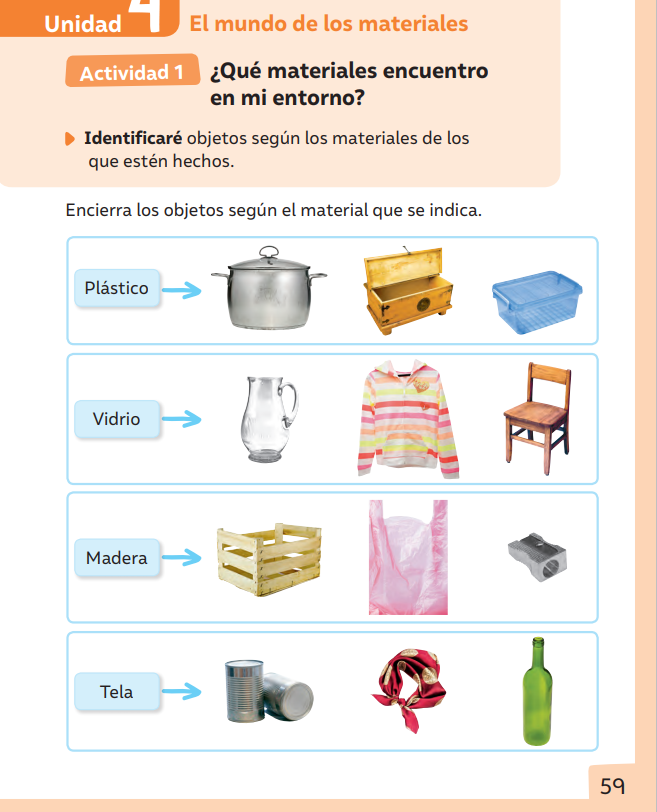 Unidad 4 El mundo de los materiales
Actividad 1 ¿Qué materiales encuentro
en mi entorno?
Identificaré objetos según los materiales de los
que estén hechos.
Encierra los objetos según el material que se indica.
Plástico
Vidrio
Madera
Tela
59